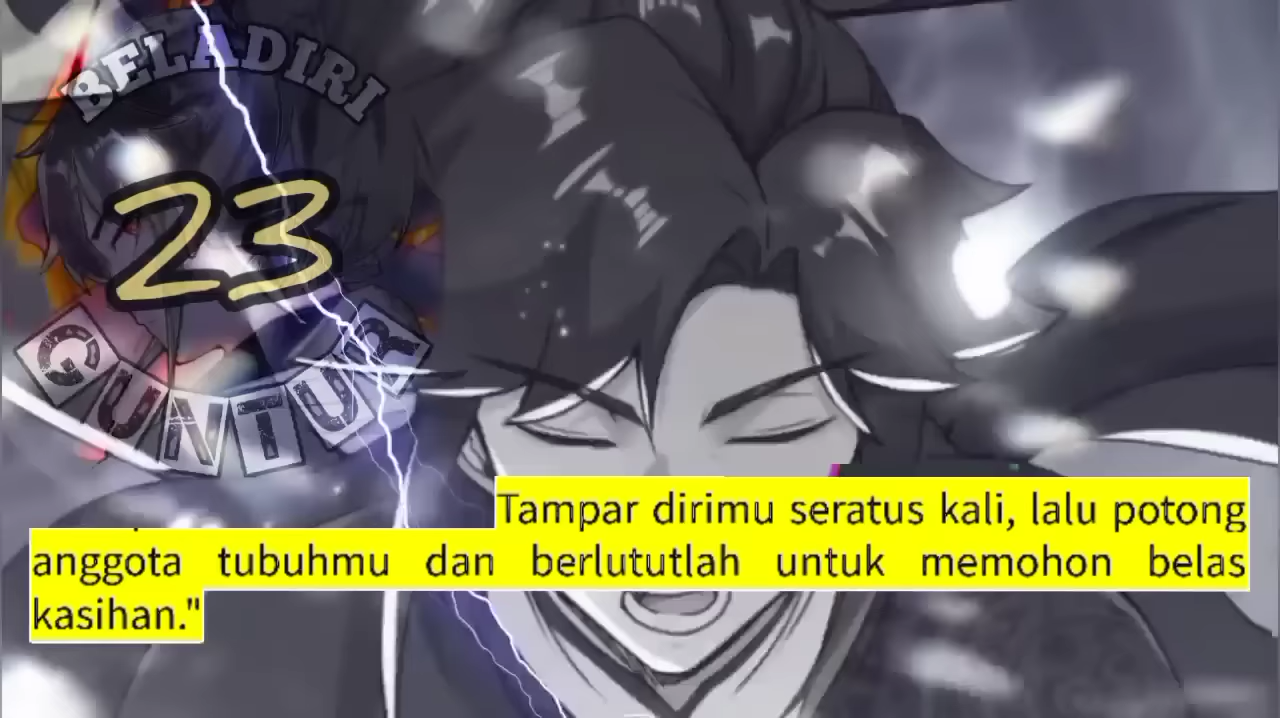 BELADIRI
23
GUNTUR
Tampar dirimu seratus kali, lalu potong
anggota tubuhmu dan berlututlah untuk memohon belas
kasihan."